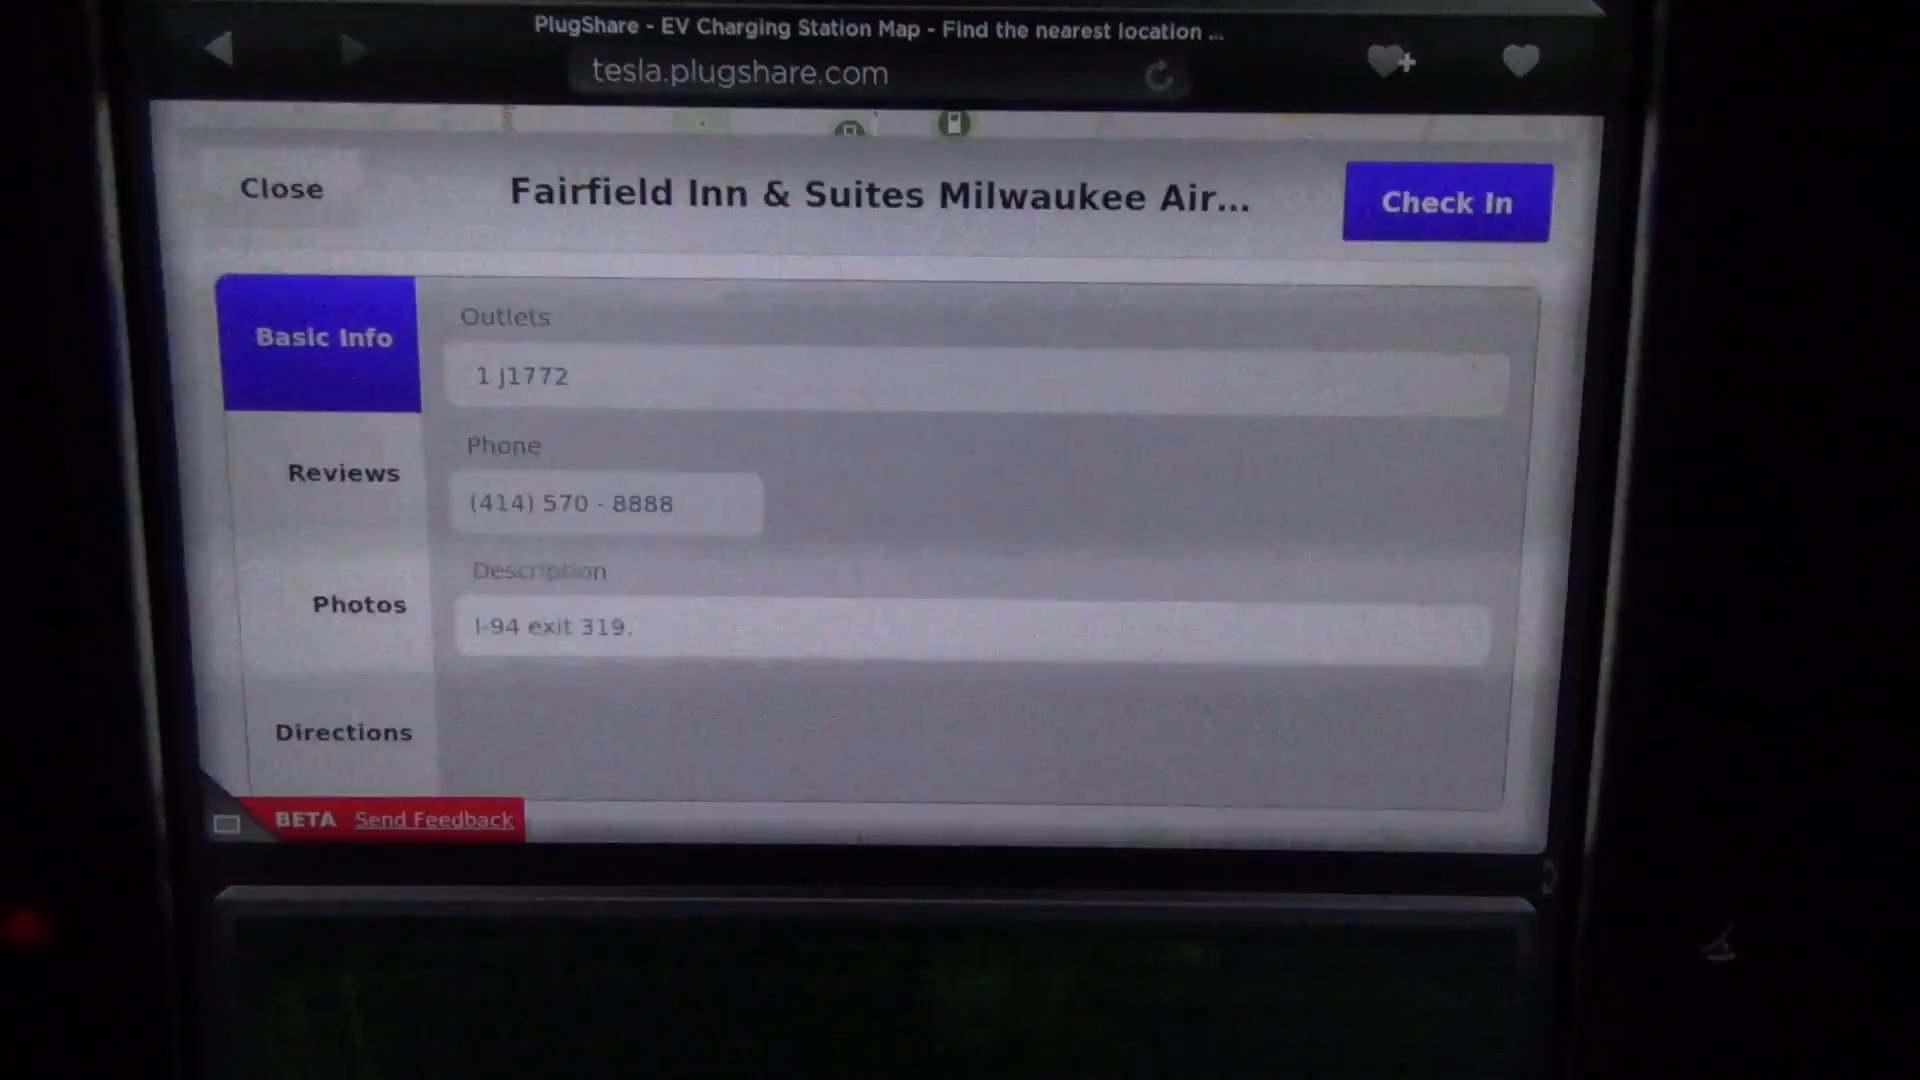 PlugShare - EV Charging Station Map - Find the nearest location ...
tesla.plugshare.com
Close
Fairfield Inn & Suites Milwaukee Air...
Check In
Basic Info
Outlets
1 J1772
Phone
(414) 570 - 8888
Reviews
Description
I-94 exit 319.
Photos
Directions
BETA Send Feedback